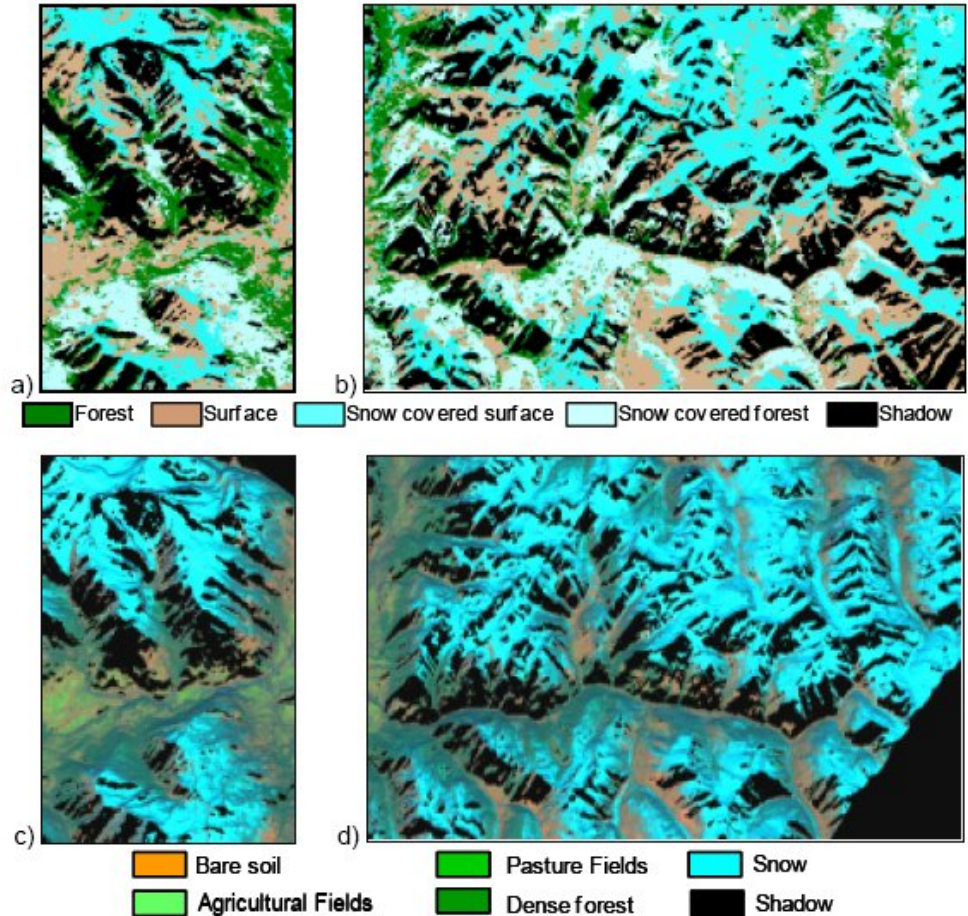 a)
b)
Forest Surface Snow covered surface Snow covered forest Shadow
c)
d)
Bare soil Pasture Fields Snow
Agricultural Fields Dense forest Shadow